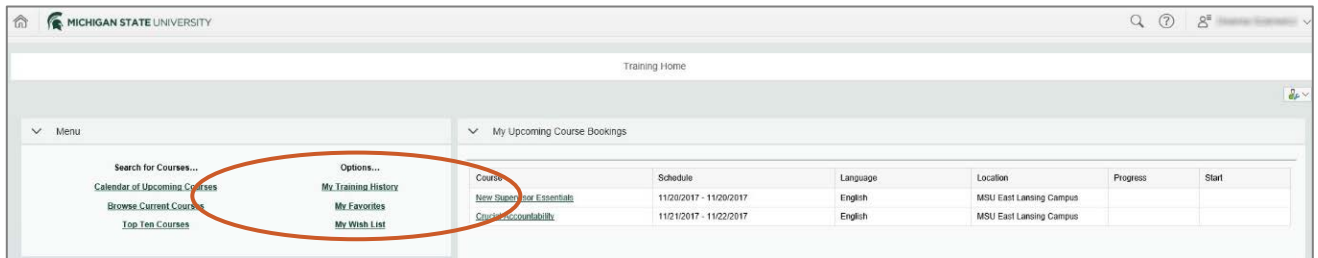 MICHIGAN STATE UNIVERSITY
Training Home
Menu
Search for Courses...
Calendar of Upcoming Courses
Browse Current Courses
Top Ten Courses
Options...
My Training History
My Favorites
My Wish List
My Upcoming Course Bookings
Course Schedule Language Location Progress Start
New Supervisor Essentials 11/20/2017 - 11/20/2017 English MSU East Lansing Campus
Crucial Accountability 11/21/2017 - 11/22/2017 English MSU East Lansing Campus